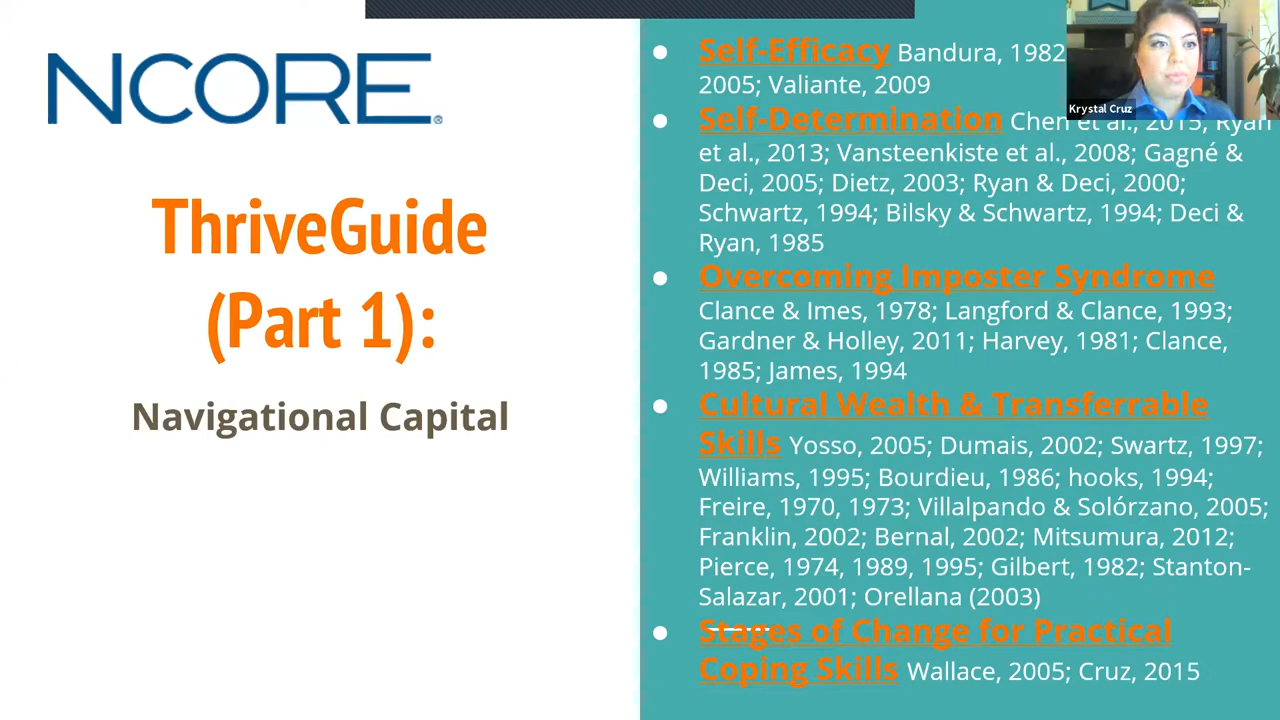 NCORE®
ThriveGuide
(Part 1):
Navigational Capital
Self-Efficacy Bandura, 1982
2005; Valiante, 2009
Self-Determination Chen et al., 2015; Ryan
et al., 2013; Vansteenkiste et al., 2008; Gagné &
Deci, 2005; Dietz, 2003; Ryan & Deci, 2000;
Schwartz, 1994; Bilsky & Schwartz, 1994; Deci &
Ryan, 1985
Overcoming Imposter Syndrome
Clance & Imes, 1978; Langford & Clance, 1993;
Gardner & Holley, 2011; Harvey, 1981; Clance,
1985; James, 1994
Cultural Wealth & Transferrable
Skills Yosso, 2005; Dumais, 2002; Swartz, 1997;
Williams, 1995; Bourdieu, 1986; hooks, 1994;
Freire, 1970, 1973; Villalpando & Solórzano, 2005;
Franklin, 2002; Bernal, 2002; Mitsumura, 2012;
Pierce, 1974, 1989, 1995; Gilbert, 1982; Stanton-
Salazar, 2001; Orellana (2003)
Stages of Change for Practical
Coping Skills Wallace, 2005; Cruz, 2015
Krystal Cruz